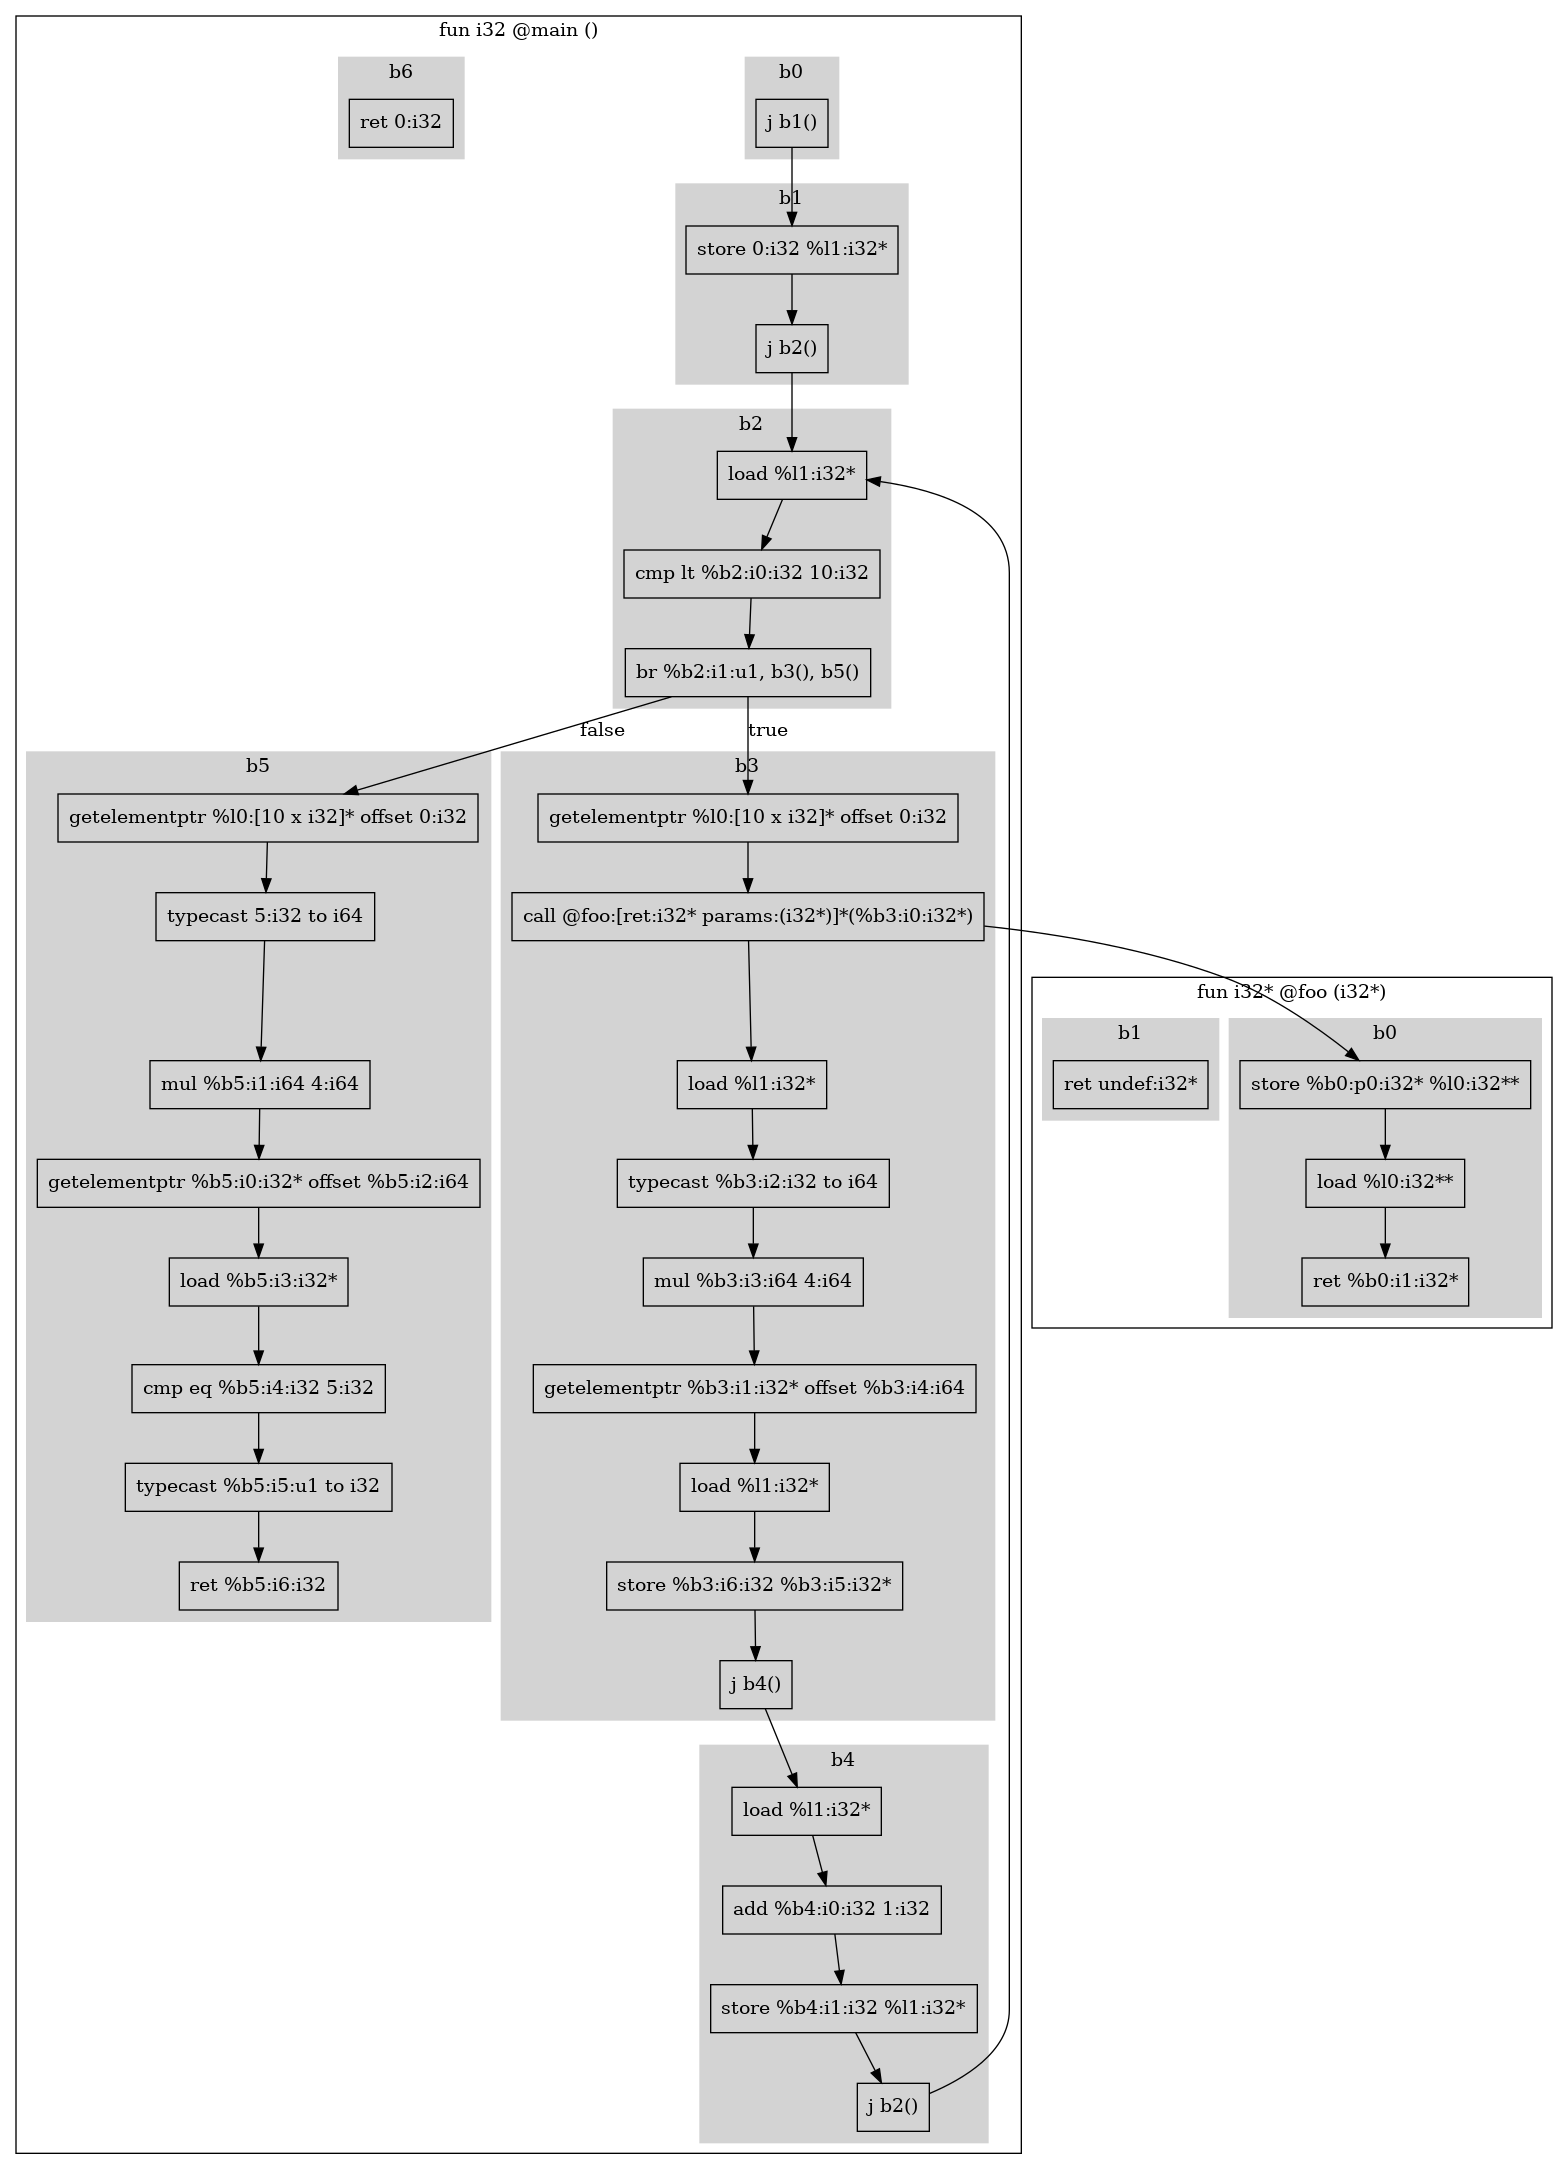 fun i32 @main ()
b6
ret 0:i32
b0
j b1()
b1
store 0:i32 %l1:i32*
j b2()
b2
load %l1:i32*
cmp lt %b2:i0:i32 10:i32
br %b2:i1:u1, b3(), b5()
false
true
b5
getelementptr %l0:[10 x i32]* offset 0:i32
typecast 5:i32 to i64
mul %b5:i1:i64 4:i64
getelementptr %b5:i0:i32* offset %b5:i2:i64
load %b5:i3:i32*
cmp eq %b5:i4:i32 5:i32
typecast %b5:i5:u1 to i32
ret %b5:i6:i32
b3
getelementptr %l0:[10 x i32]* offset 0:i32
call @foo:[ret:i32* params:(i32*)]*(%b3:i0:i32*)
load %l1:i32*
typecast %b3:i2:i32 to i64
mul %b3:i3:i64 4:i64
getelementptr %b3:i1:i32* offset %b3:i4:i64
load %l1:i32*
store %b3:i6:i32 %b3:i5:i32*
j b4()
b4
load %l1:i32*
add %b4:i0:i32 1:i32
store %b4:i1:i32 %l1:i32*
j b2()
fun i32* @foo (i32*)
b1
ret undef:i32*
b0
store %b0:p0:i32* %l0:i32**
load %l0:i32**
ret %b0:i1:i32*